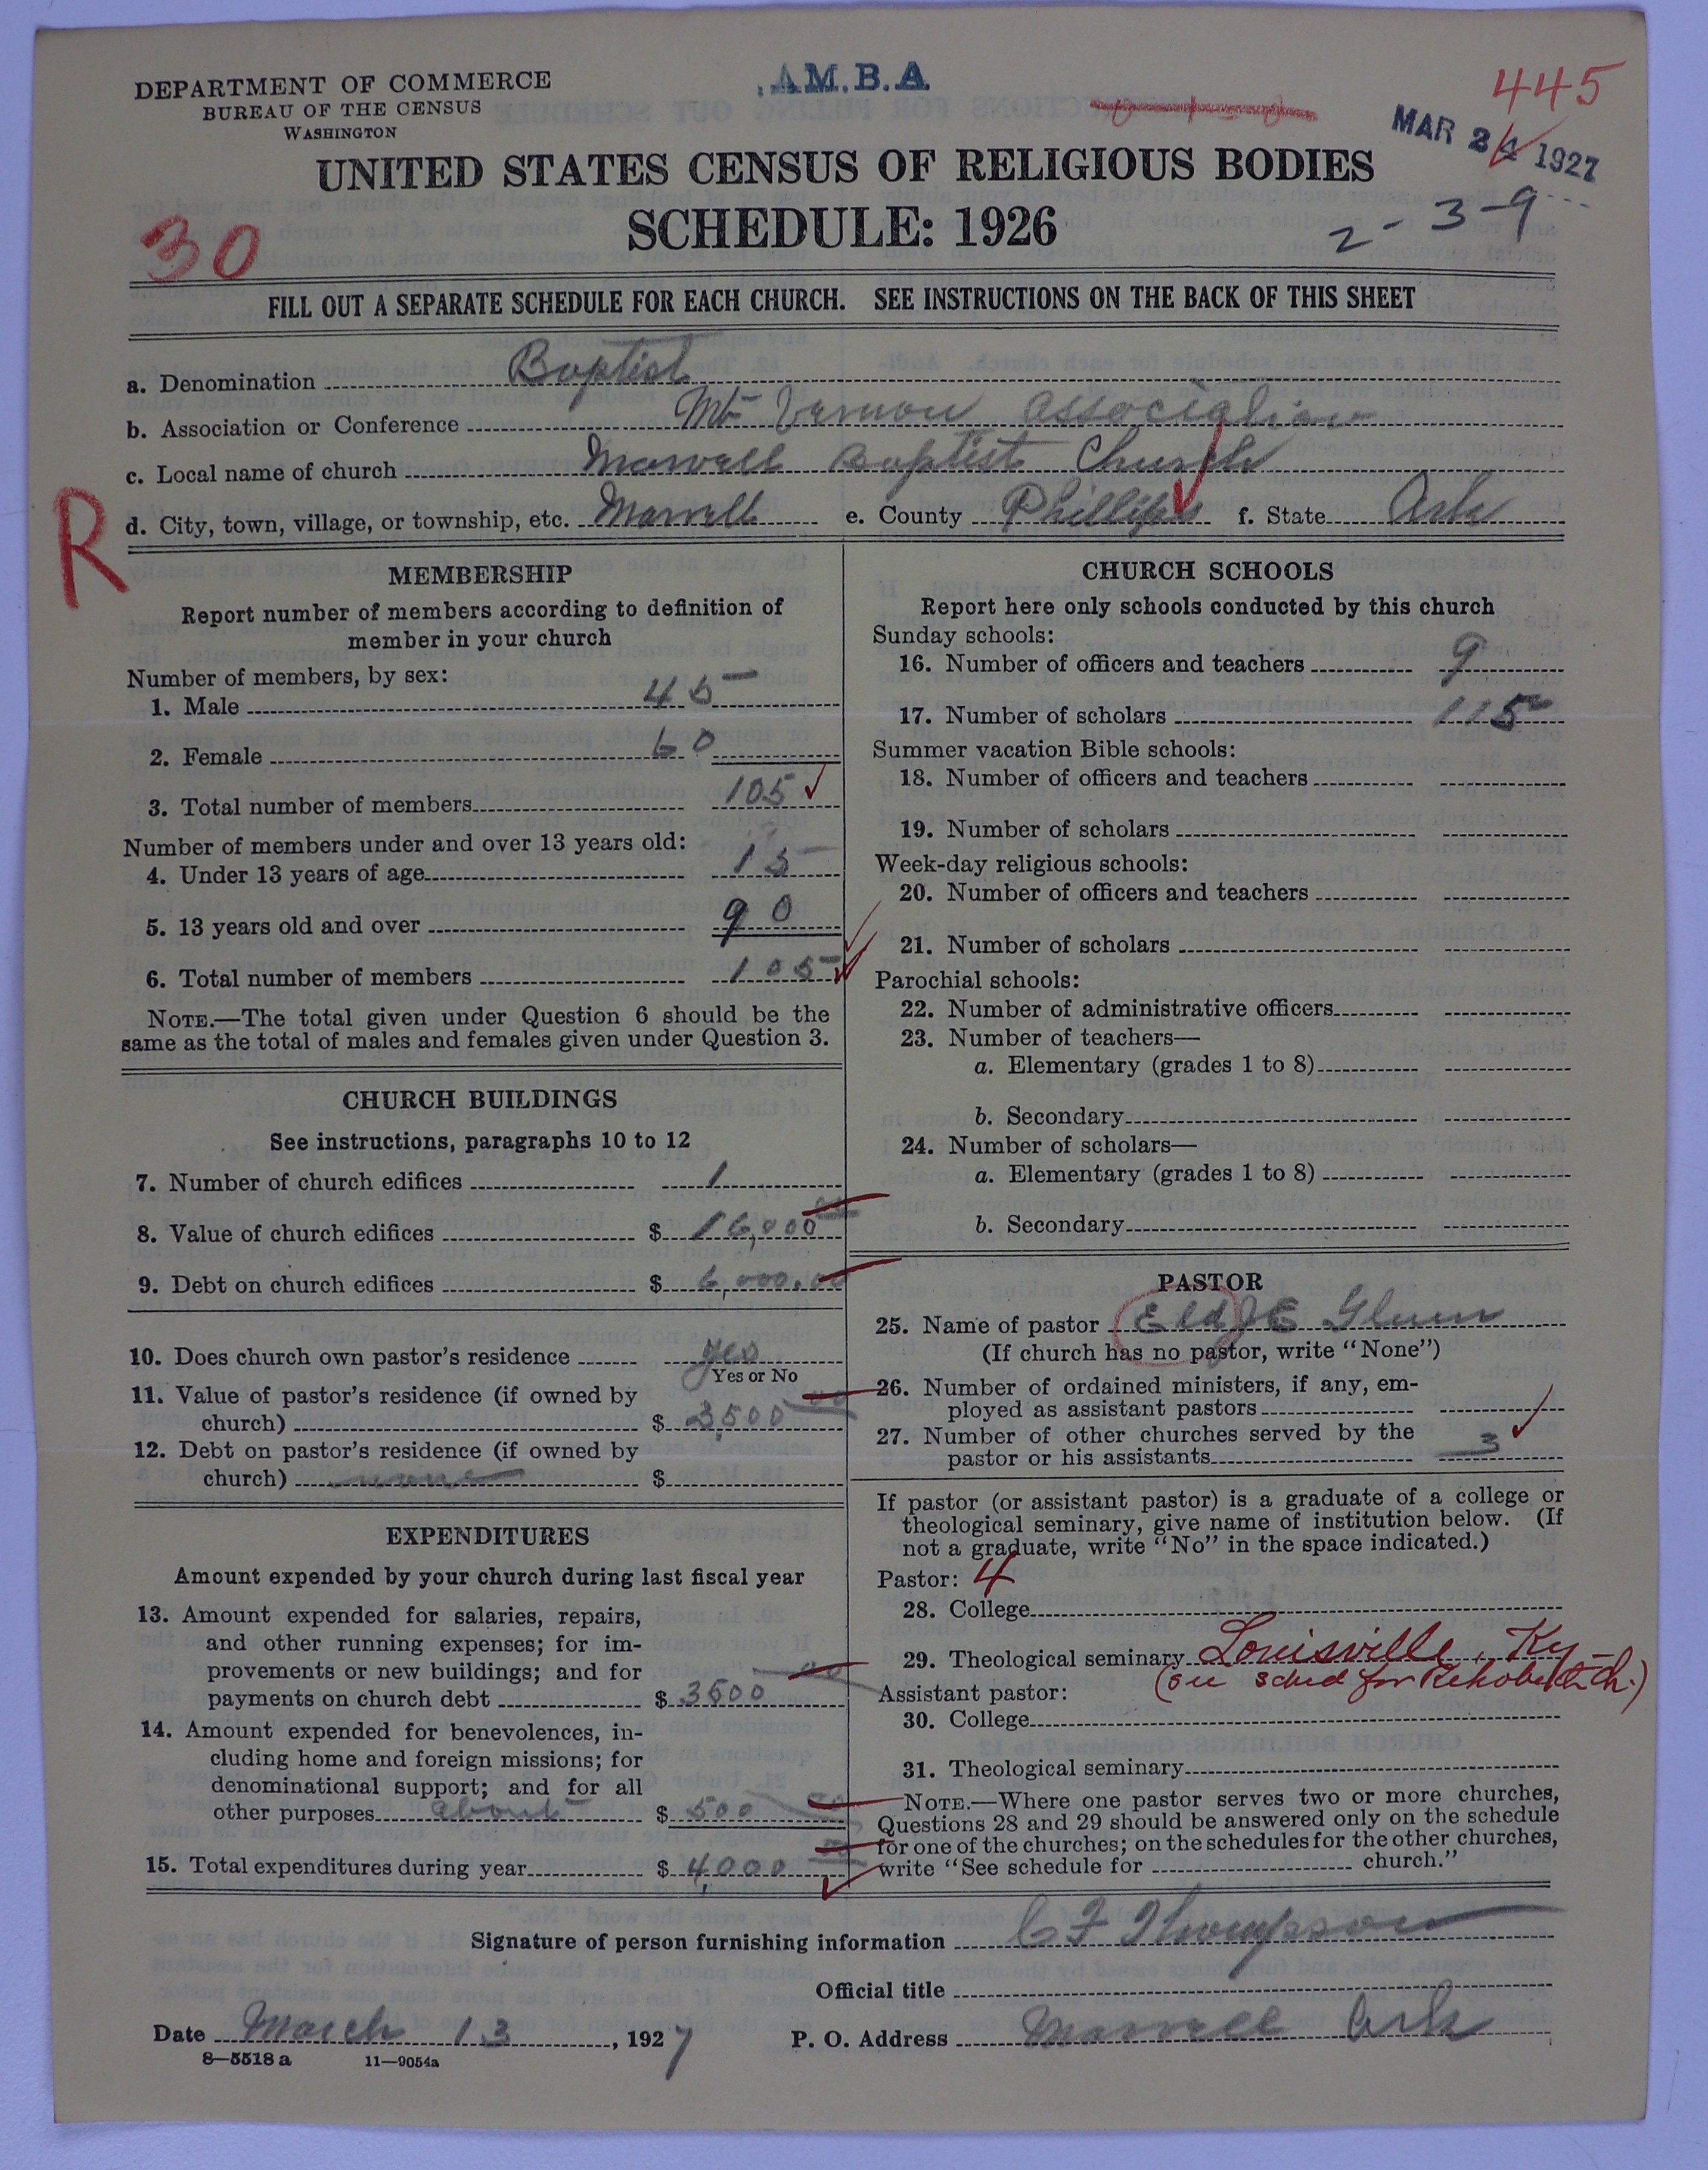 DEPARTMENT OF COMMERCE
BUREAU OF THE CENSUS
WASHINGTON
A.M.B.A
445
MAR 24 1927
UNITED STATES CENSUS OF RELIGIOUS BODIES
SCHEDULE: 1926
30
2-3-9
FILL OUT A SEPARATE SCHEDULE FOR EACH CHURCH. SEE INSTRUCTIONS ON THE BACK OF THIS SHEET
a. Denomination Baptist
b. Association or Conference Mt Vernon Association
c. Local name of church Marvell Baptist Church
R
d. City, town, village, or township, etc. Marvell e. County Phillips f. State Ark
MEMBERSHIP
Report number of members according to definition of
member in your church
Number of members, by sex:
1. Male 45
2. Female 60
3. Total number of members 105
Number of members under and over 13 years old:
4. Under 13 years of age 15
5. 13 years old and over 90
6. Total number of members 105
NOTE.—The total given under Question 6 should be the
same as the total of males and females given under Question 3.
CHURCH BUILDINGS
See instructions, paragraphs 10 to 12
7. Number of church edifices 1
8. Value of church edifices $ 16,000 00
9. Debt on church edifices $ 6,000.00
10. Does church own pastor's residence yes
Yes or No
11. Value of pastor's residence (if owned by
church) $ 3,500 00
12. Debt on pastor's residence (if owned by
church) none $
EXPENDITURES
Amount expended by your church during last fiscal year
13. Amount expended for salaries, repairs,
and other running expenses; for im-
provements or new buildings; and for
payments on church debt $ 3500 00
14. Amount expended for benevolences, in-
cluding home and foreign missions; for
denominational support; and for all
other purposes about $ 500 00
15. Total expenditures during year $ 4,000 00
CHURCH SCHOOLS
Report here only schools conducted by this church
Sunday schools:
16. Number of officers and teachers 9
17. Number of scholars 115
Summer vacation Bible schools:
18. Number of officers and teachers
19. Number of scholars
Week-day religious schools:
20. Number of officers and teachers
21. Number of scholars
Parochial schools:
22. Number of administrative officers
23. Number of teachers—
a. Elementary (grades 1 to 8)
b. Secondary
24. Number of scholars—
a. Elementary (grades 1 to 8)
b. Secondary
PASTOR
25. Name of pastor Eld J E Glenn
(If church has no pastor, write "None")
26. Number of ordained ministers, if any, em-
ployed as assistant pastors
27. Number of other churches served by the
pastor or his assistants 3
If pastor (or assistant pastor) is a graduate of a college or
theological seminary, give name of institution below. (If
not a graduate, write "No" in the space indicated.)
Pastor: 4
28. College
29. Theological seminary Louisville, Ky
(see sched for Rehobeth Ch.)
Assistant pastor:
30. College
31. Theological seminary
NOTE.—Where one pastor serves two or more churches,
Questions 28 and 29 should be answered only on the schedule
for one of the churches; on the schedules for the other churches,
write "See schedule for church."
Signature of person furnishing information C F Thompson
Official title
Date March 13, 1927 P. O. Address Marvell Ark
8—5518 a 11—9054a